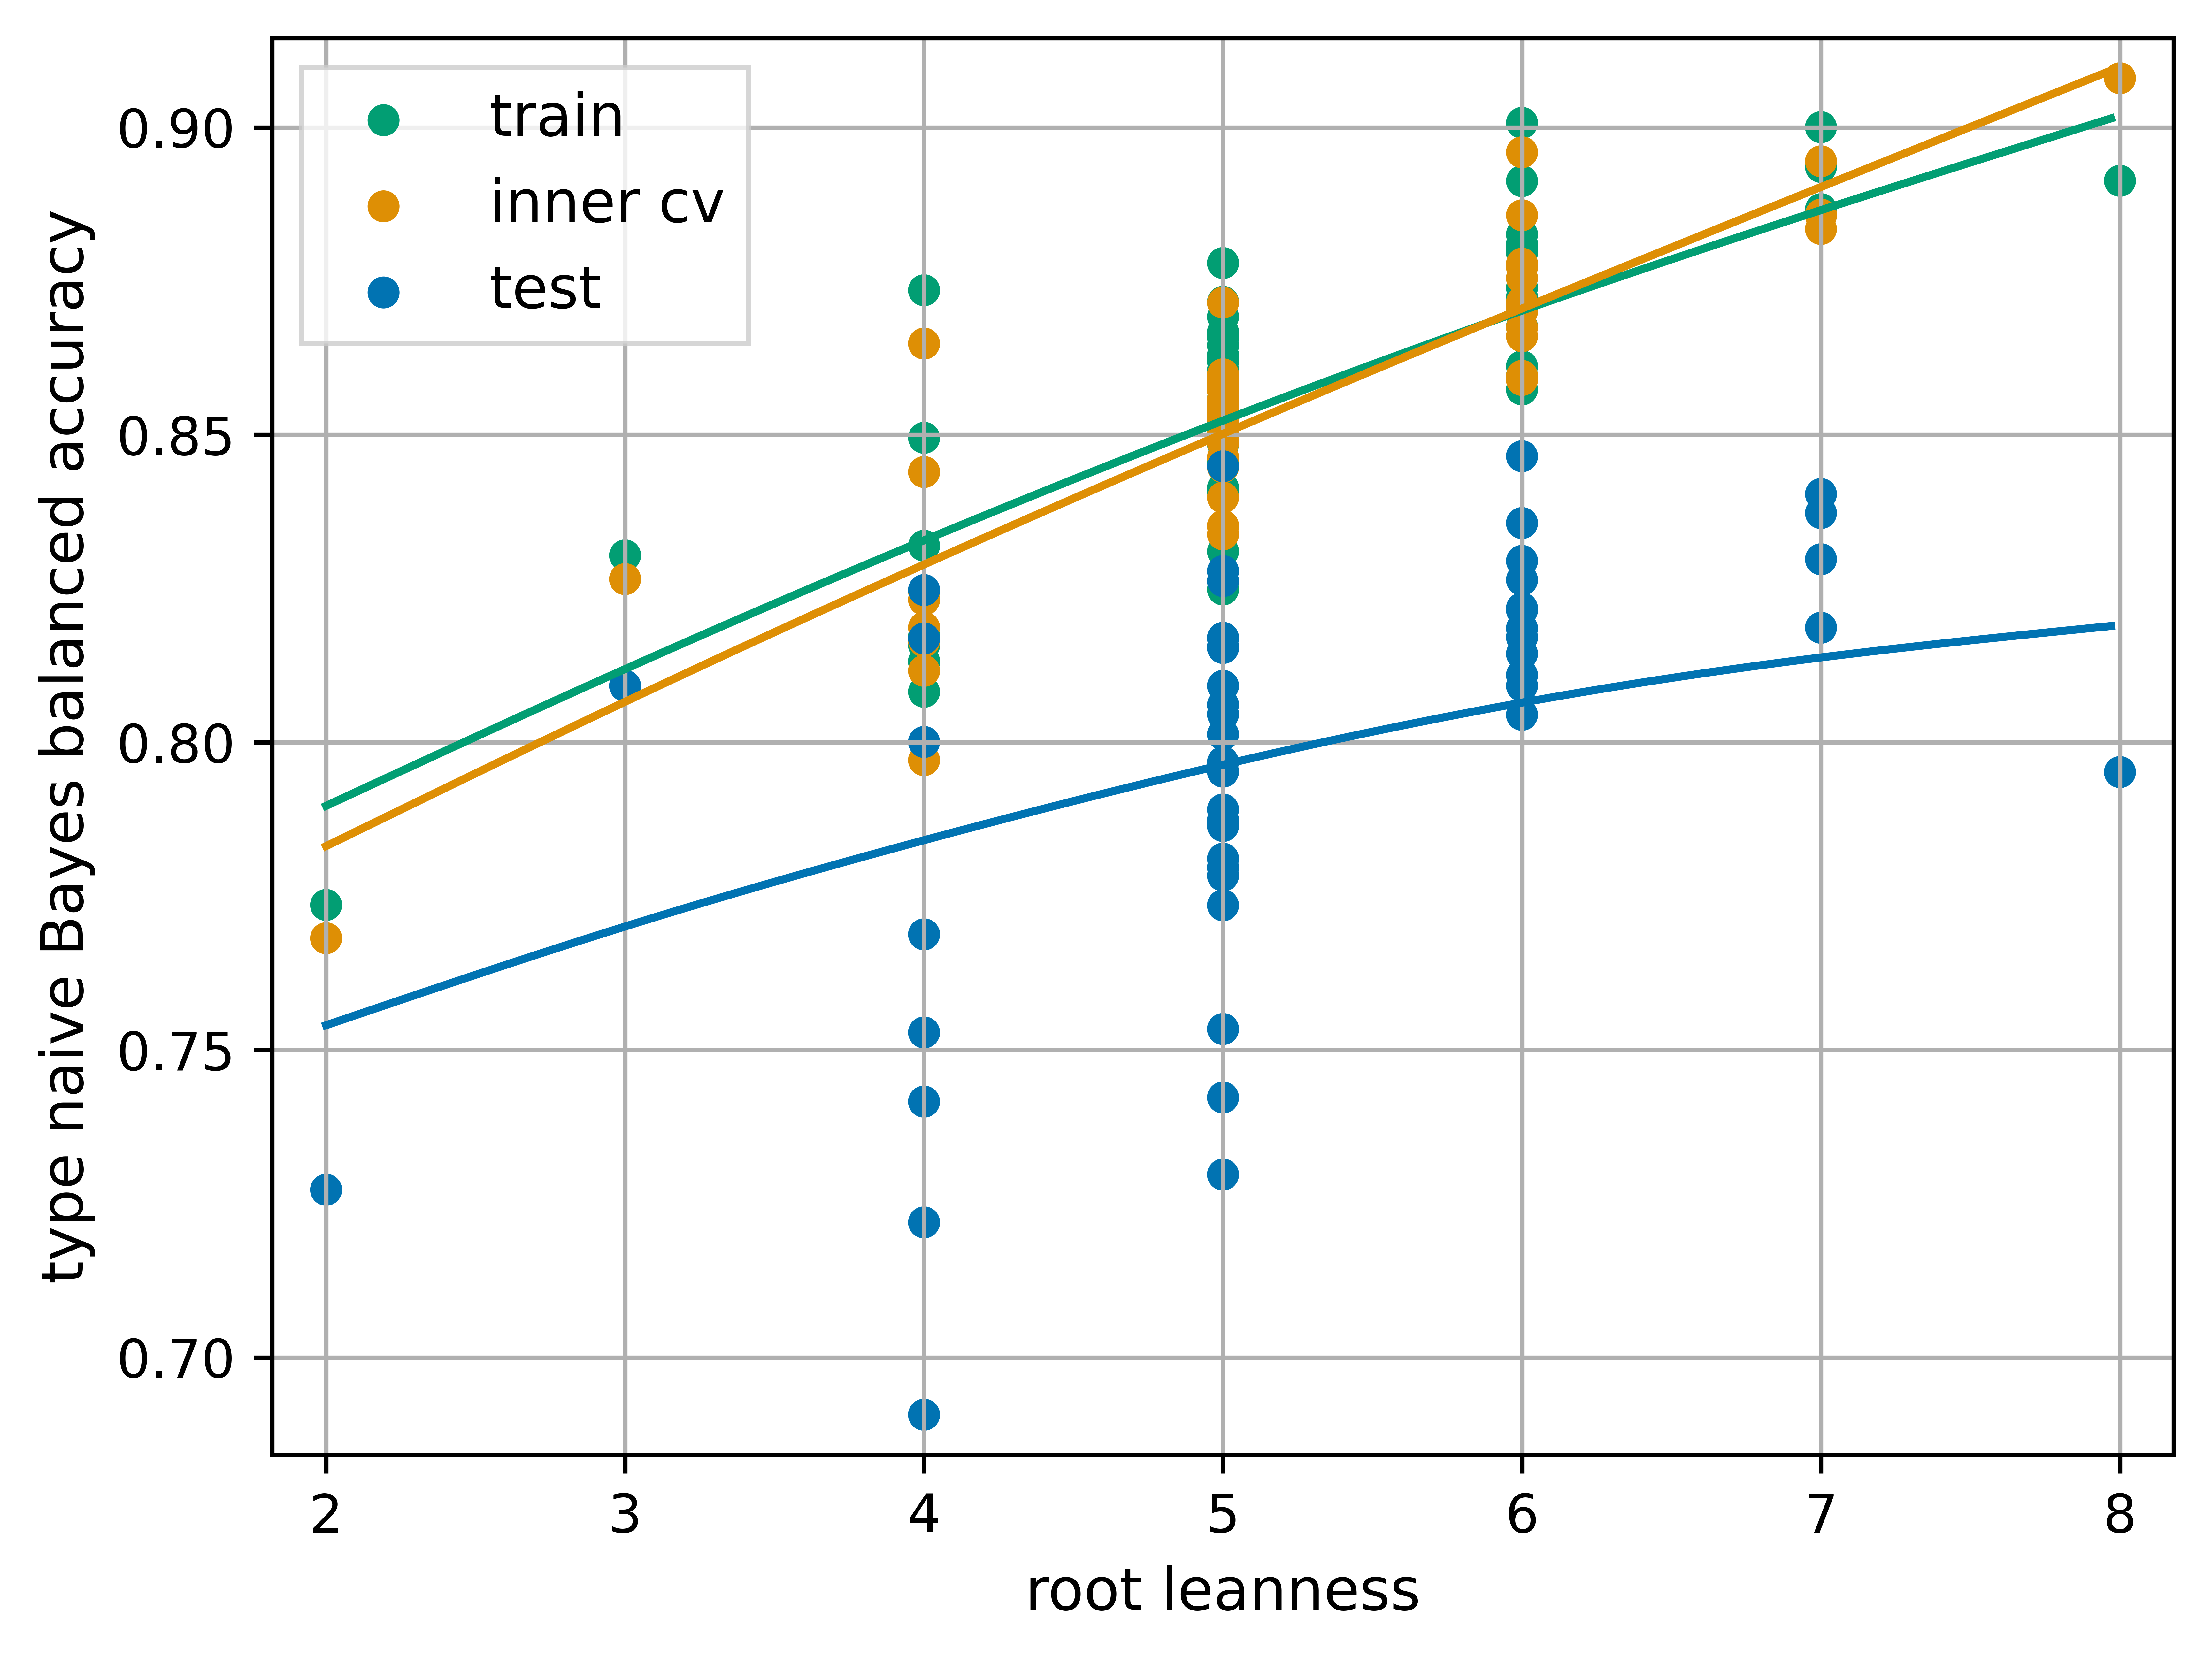 train
inner cv
test
0.90
0.85
0.80
0.75
0.70
type naive Bayes balanced accuracy
2 3 4 5 6 7 8
root leanness